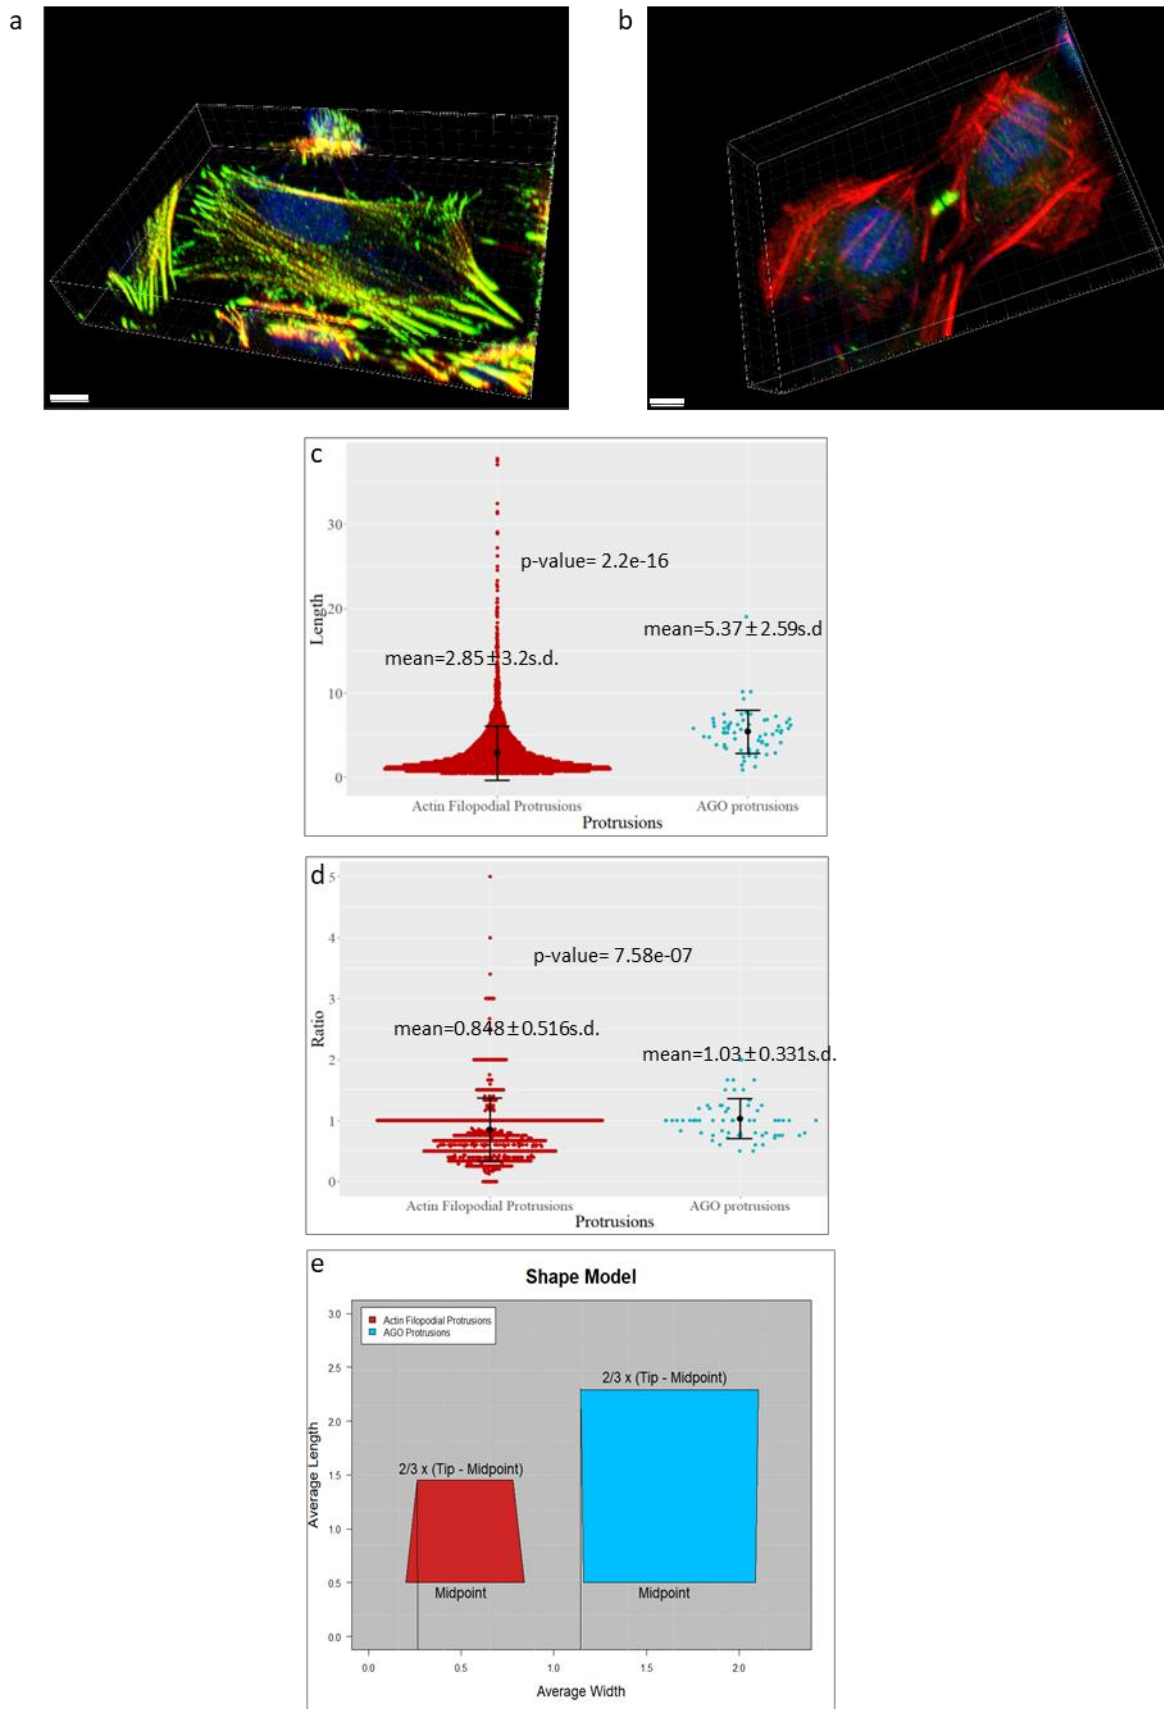 a
b
c
30
20
10
0
Length
p-value= 2.2e-16
mean=5.37±2.59s.d
mean=2.85±3.2s.d.
Actin Filopodial Protrusions
AGO protrusions
Protrusions
d
5
4
3
2
1
0
Ratio
p-value= 7.58e-07
mean=0.848±0.516s.d.
mean=1.03±0.331s.d.
Actin Filopodial Protrusions
AGO protrusions
Protrusions
e
Shape Model
Actin Filopodial Protrusions
AGO Protrusions
3.0
2.5
2.0
1.5
1.0
0.5
0.0
Average Length
2/3 x (Tip - Midpoint)
2/3 x (Tip - Midpoint)
Midpoint
Midpoint
0.0
0.5
1.0
1.5
2.0
Average Width